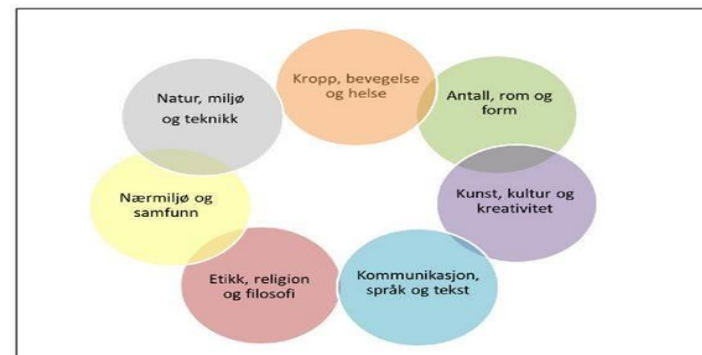 Kropp, bevegelse
og helse
Antall, rom og
form
Kunst, kultur og
kreativitet
Kommunikasjon,
språk og tekst
Etikk, religion
og filosofi
Nærmiljø og
samfunn
Natur, miljø
og teknikk